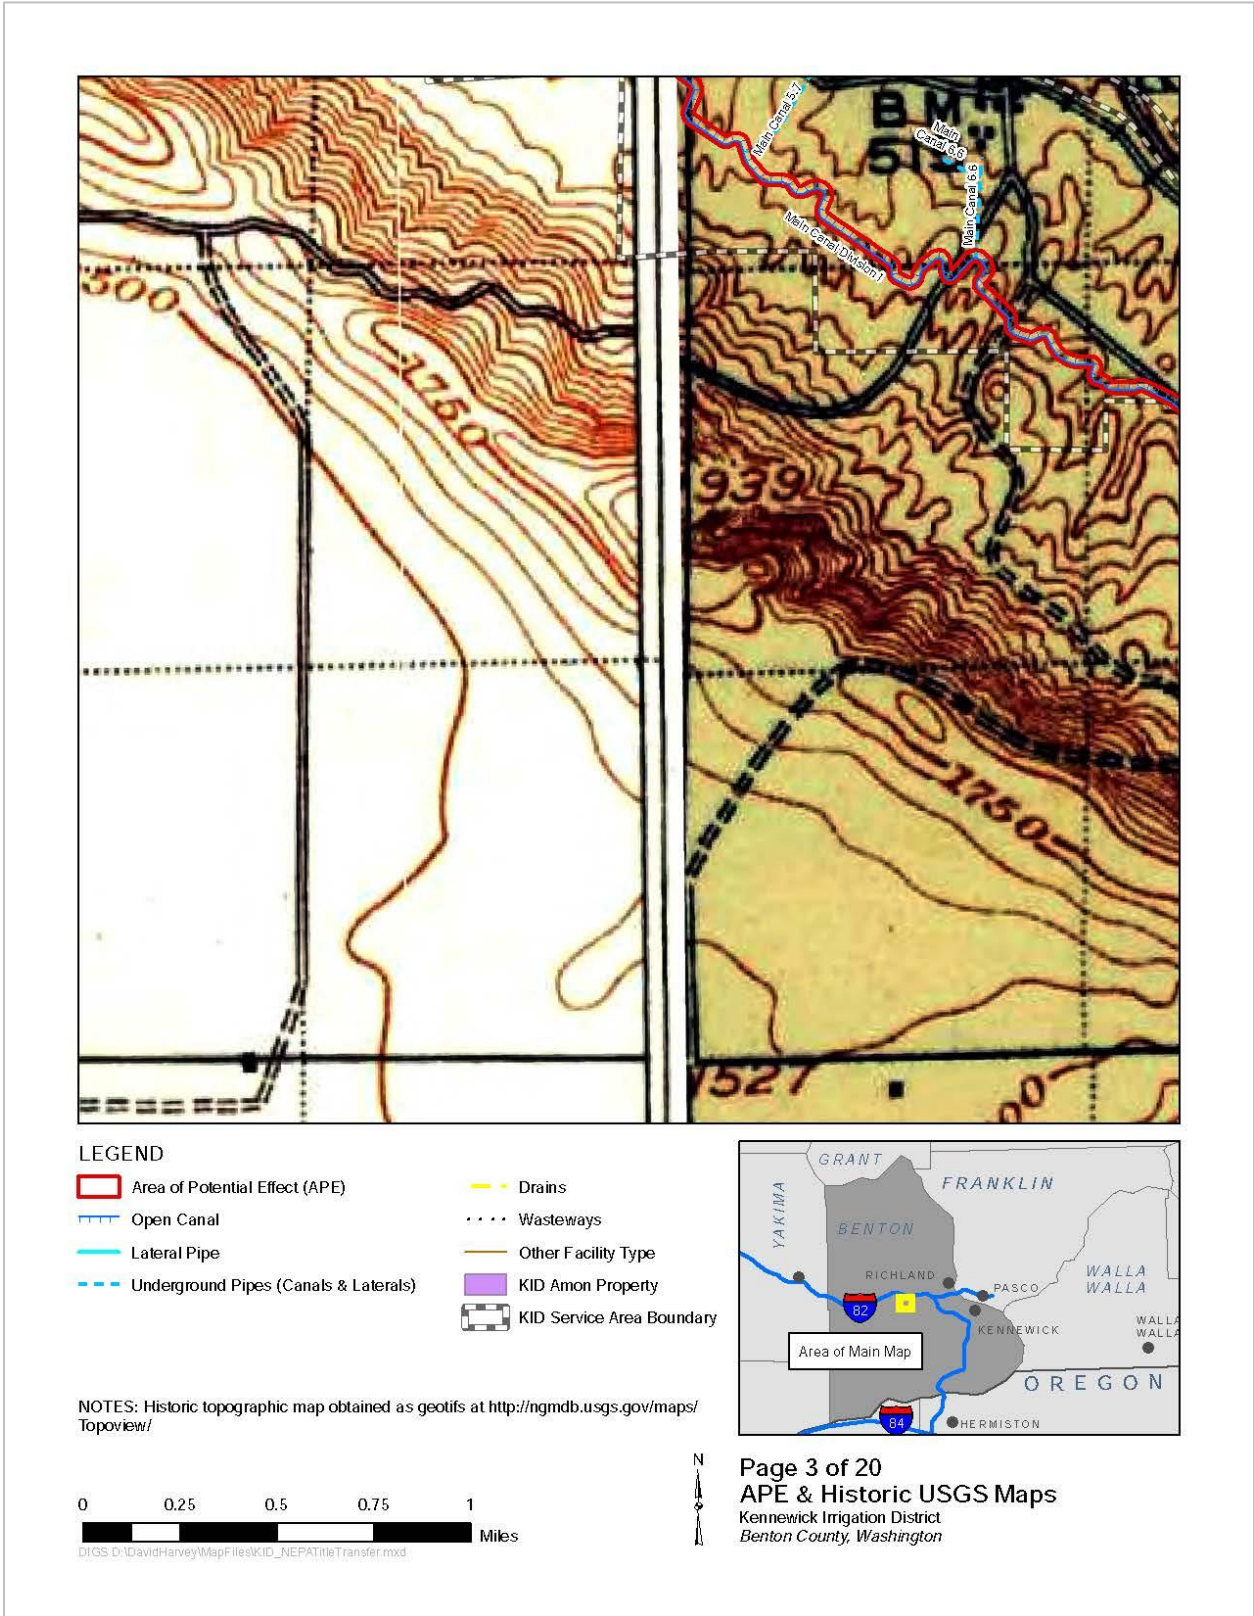 Main Canal 5.7
B M
Main
Canal 6.6
Main Canal 6.6
Main Canal Division I
1750
939
1750
1527
00
LEGEND
Area of Potential Effect (APE)
Open Canal
Lateral Pipe
Underground Pipes (Canals & Laterals)
Drains
Wasteways
Other Facility Type
KID Amon Property
KID Service Area Boundary
NOTES: Historic topographic map obtained as geotifs at http://ngmdb.usgs.gov/maps/
Topoview/
0 0.25 0.5 0.75 1
Miles
DIGS D:\DavidHarvey\MapFiles\KID_NEPATitleTransfer.mxd
GRANT
FRANKLIN
YAKIMA
BENTON
RICHLAND
PASCO
WALLA
WALLA
82
KENNEWICK
WALLA
WALLA
Area of Main Map
OREGON
84
HERMISTON
N
Page 3 of 20
APE & Historic USGS Maps
Kennewick Irrigation District
Benton County, Washington